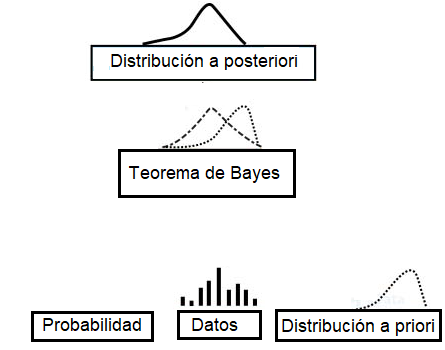 Distribución a posteriori
Teorema de Bayes
Probabilidad
Datos
Distribución a priori